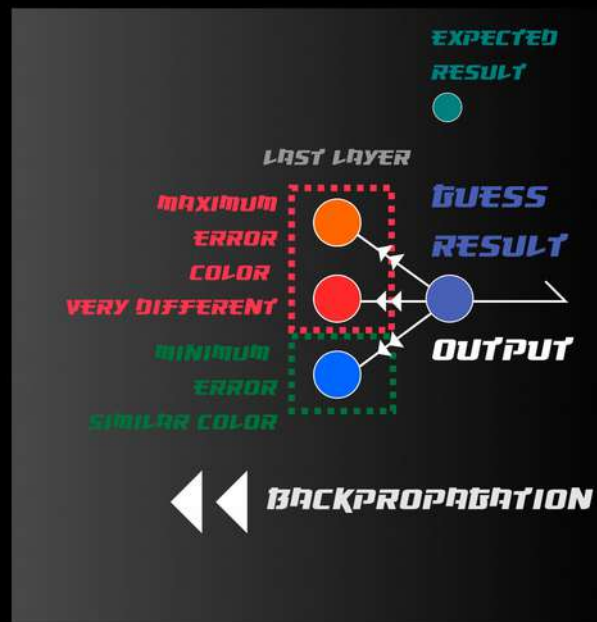 EXPECTED
RESULT
LAST LAYER
MAXIMUM
ERROR
COLOR
VERY DIFFERENT
GUESS
RESULT
OUTPUT
MINIMUM
ERROR
SIMILAR COLOR
BACKPROPAGATION